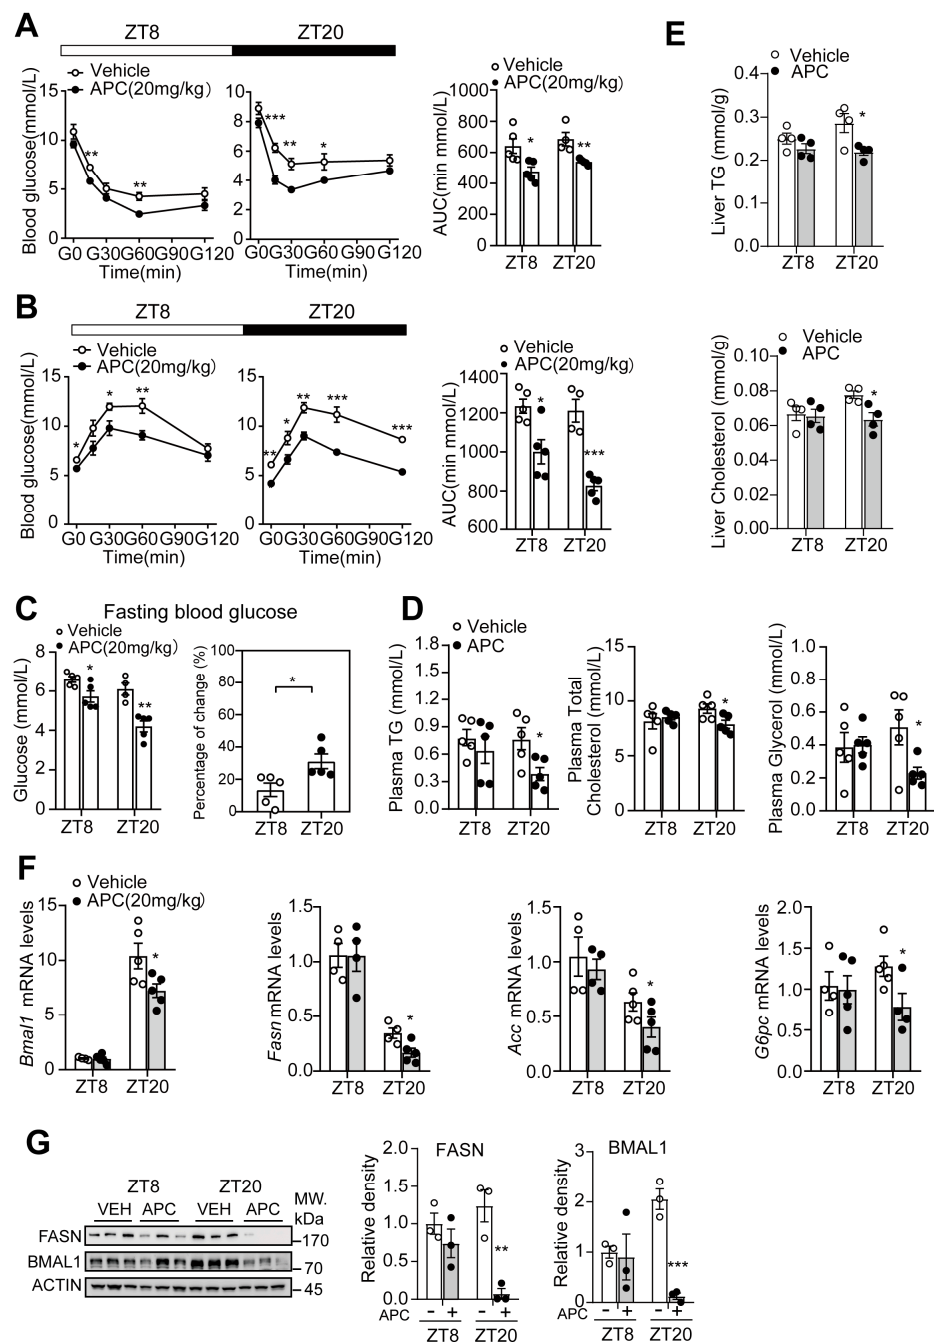 A
ZT8
ZT20
Vehicle
APC(20mg/kg)
Blood glucose(mmol/L)
15
10
5
0
**
**
G0 G30 G60 G90 G120
Time(min)
10
8
6
4
2
0
***
**
*
G0 G30 G60 G90 G120
Time(min)
Vehicle
APC(20mg/kg)
AUC(min mmol/L)
1000
800
600
400
200
0
*
**
ZT8
ZT20
E
Vehicle
APC
Liver TG (mmol/g)
0.4
0.3
0.2
0.1
0.0
*
ZT8
ZT20
B
ZT8
ZT20
Vehicle
APC(20mg/kg)
Blood glucose(mmol/L)
15
10
5
0
*
*
**
G0 G30 G60 G90 G120
Time(min)
15
10
5
0
**
*
**
***
***
G0 G30 G60 G90 G120
Time(min)
Vehicle
APC(20mg/kg)
AUC(min mmol/L)
1400
1200
1000
800
600
*
***
ZT8
ZT20
Vehicle
APC
Liver Cholesterol (mmol/g)
0.10
0.08
0.06
0.04
0.02
0.00
*
ZT8
ZT20
C
Fasting blood glucose
Vehicle
APC(20mg/kg)
Glucose (mmol/L)
8
6
4
2
0
*
**
ZT8
ZT20
Percentage of change (%)
100
80
60
40
20
0
*
ZT8
ZT20
D
Vehicle
APC
Plasma TG (mmol/L)
1.8
1.5
1.2
0.9
0.6
0.3
0.0
*
ZT8
ZT20
Plasma Total
Cholesterol (mmol/L)
15
10
5
0
*
ZT8
ZT20
Plasma Glycerol (mmol/L)
1.0
0.8
0.6
0.4
0.2
0.0
*
ZT8
ZT20
F
Vehicle
APC(20mg/kg)
Bmal1 mRNA levels
15
10
5
0
*
ZT8
ZT20
Fasn mRNA levels
1.5
1.0
0.5
0.0
*
ZT8
ZT20
Acc mRNA levels
1.5
1.0
0.5
0.0
*
ZT8
ZT20
G6pc mRNA levels
2.0
1.5
1.0
0.5
0.0
*
ZT8
ZT20
G
ZT8
ZT20
MW.
kDa
VEH
APC
VEH
APC
FASN
170
BMAL1
70
ACTIN
45
FASN
Relative density
2.0
1.5
1.0
0.5
0.0
**
APC
- + - +
ZT8
ZT20
BMAL1
Relative density
3
2
1
0
***
APC
- + - +
ZT8
ZT20